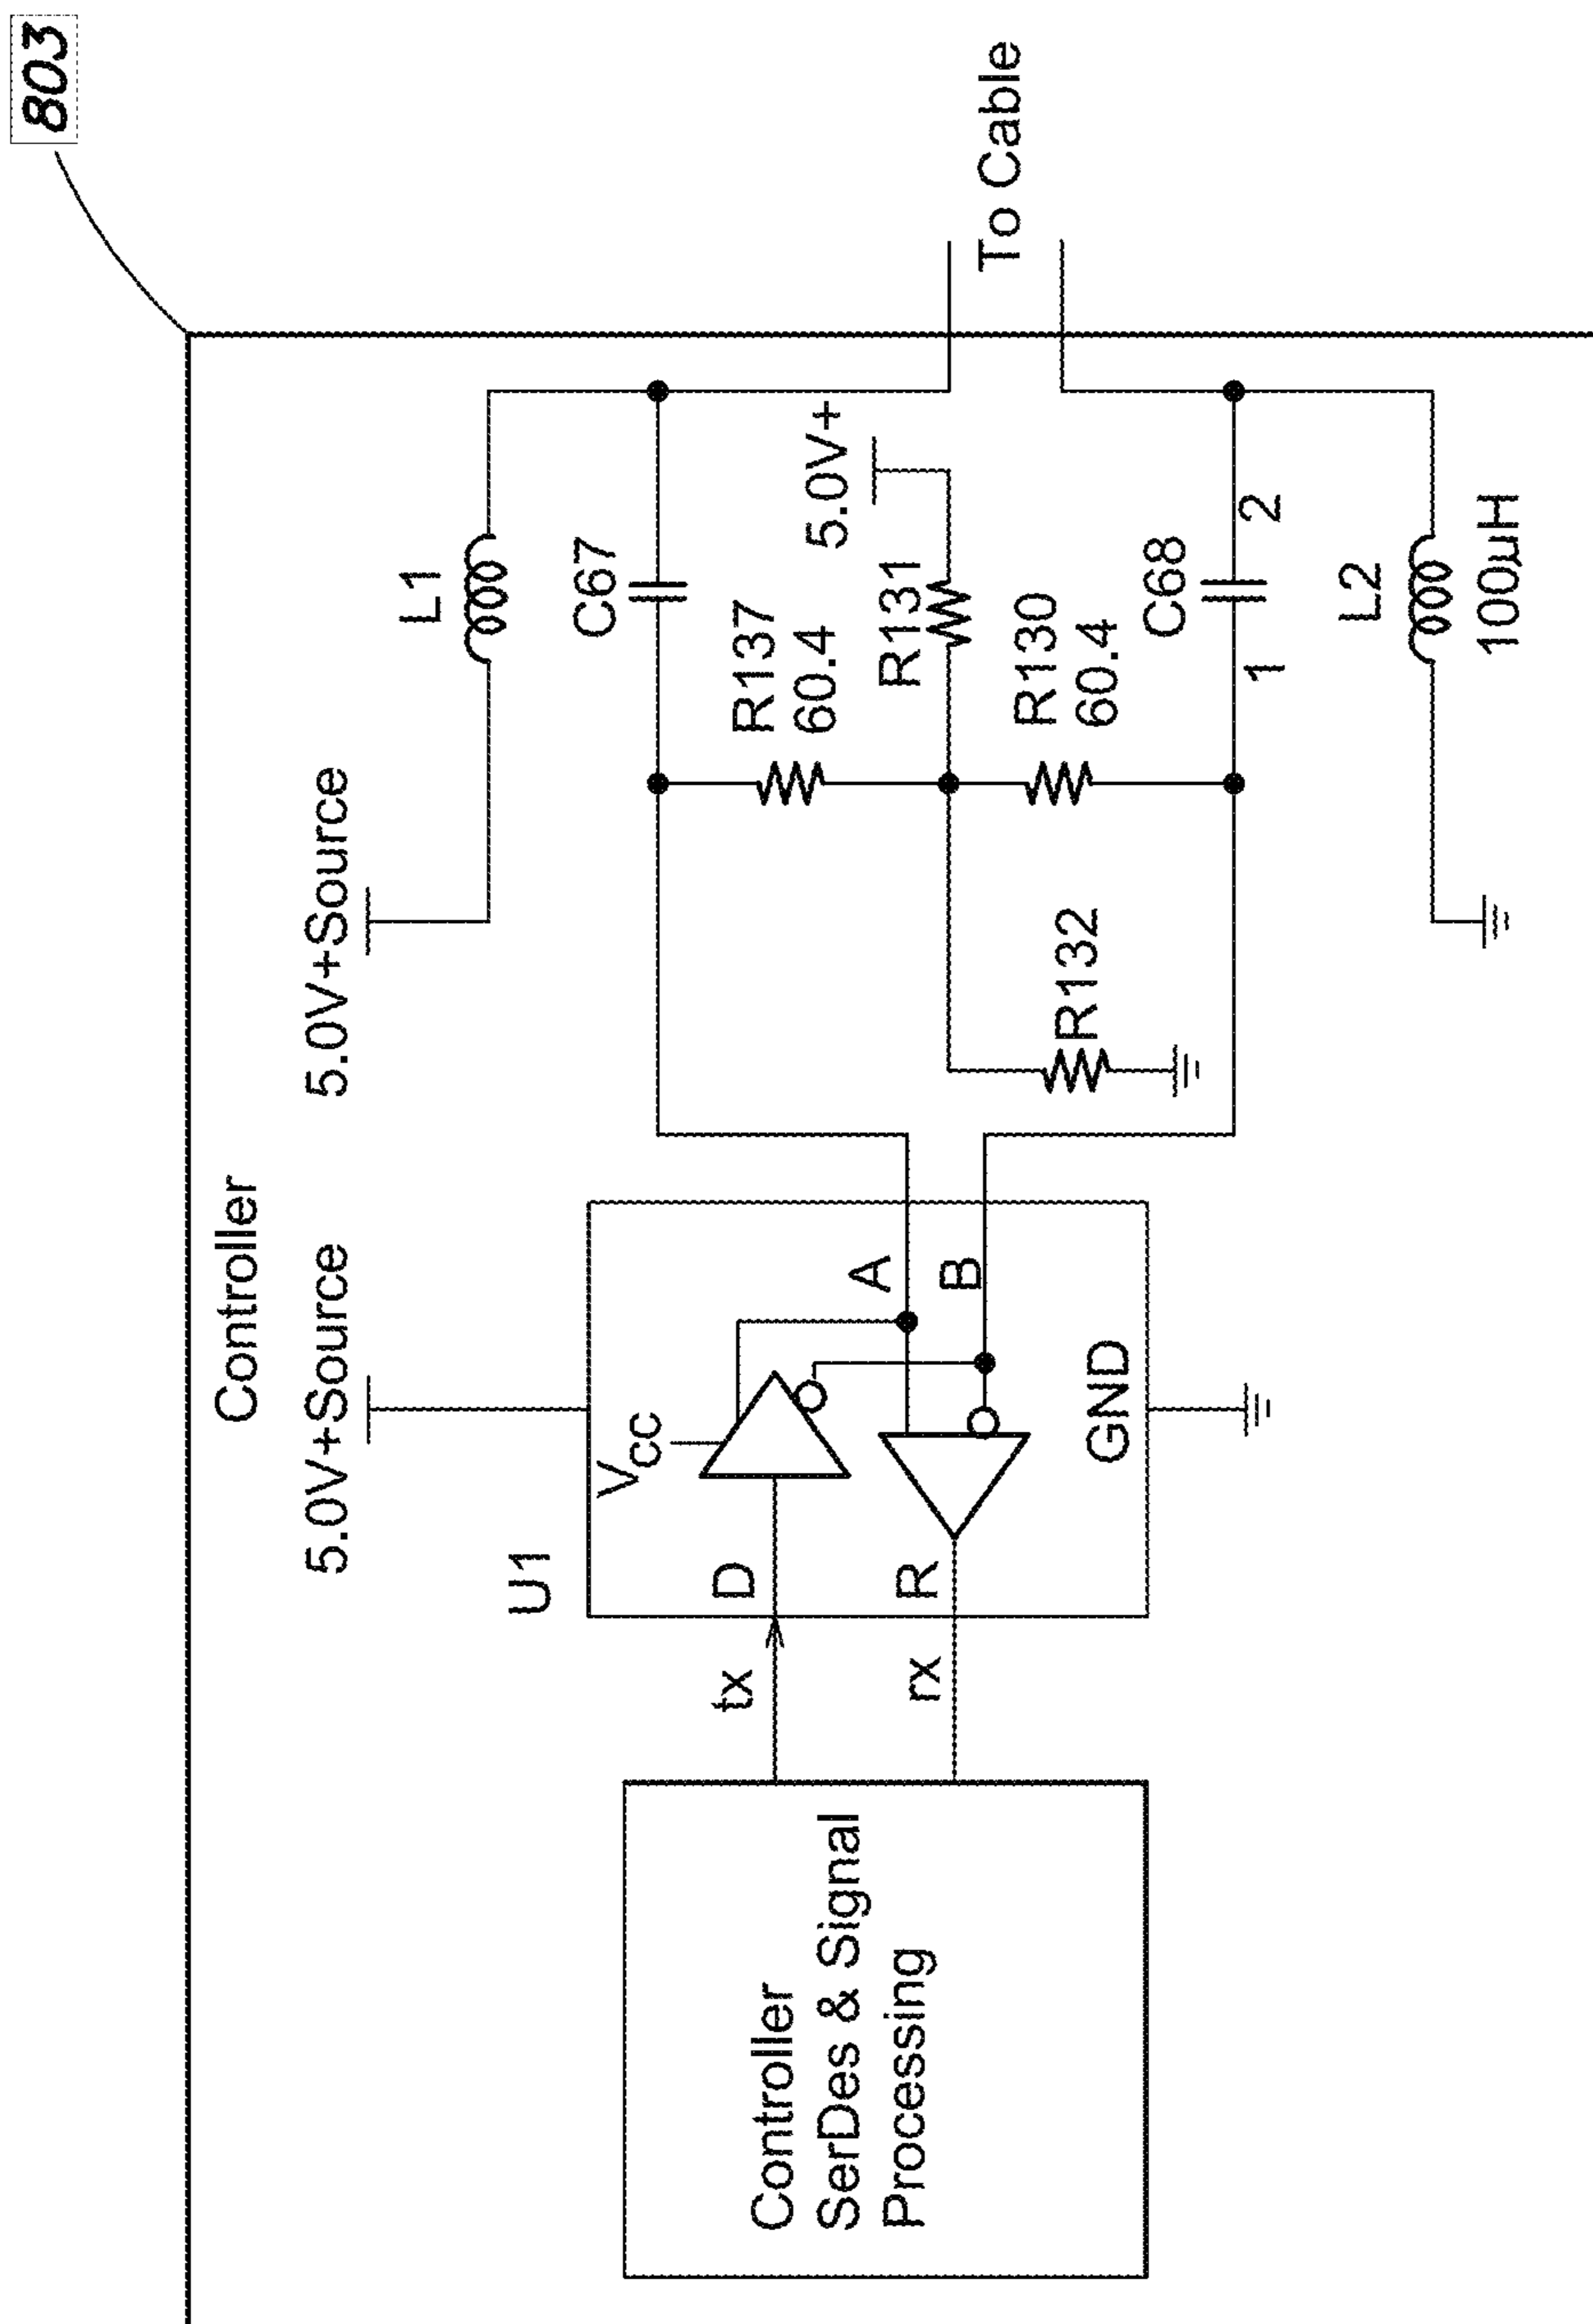 803
Controller
5.0V+Source
5.0V+Source
L1
C67
R137
60.4
5.0V+
R131
To Cable
R130
60.4
R132
C68
1
2
L2
100µH
U1
VCC
D
A
B
R
GND
tx
rx
Controller
SerDes & Signal
Processing